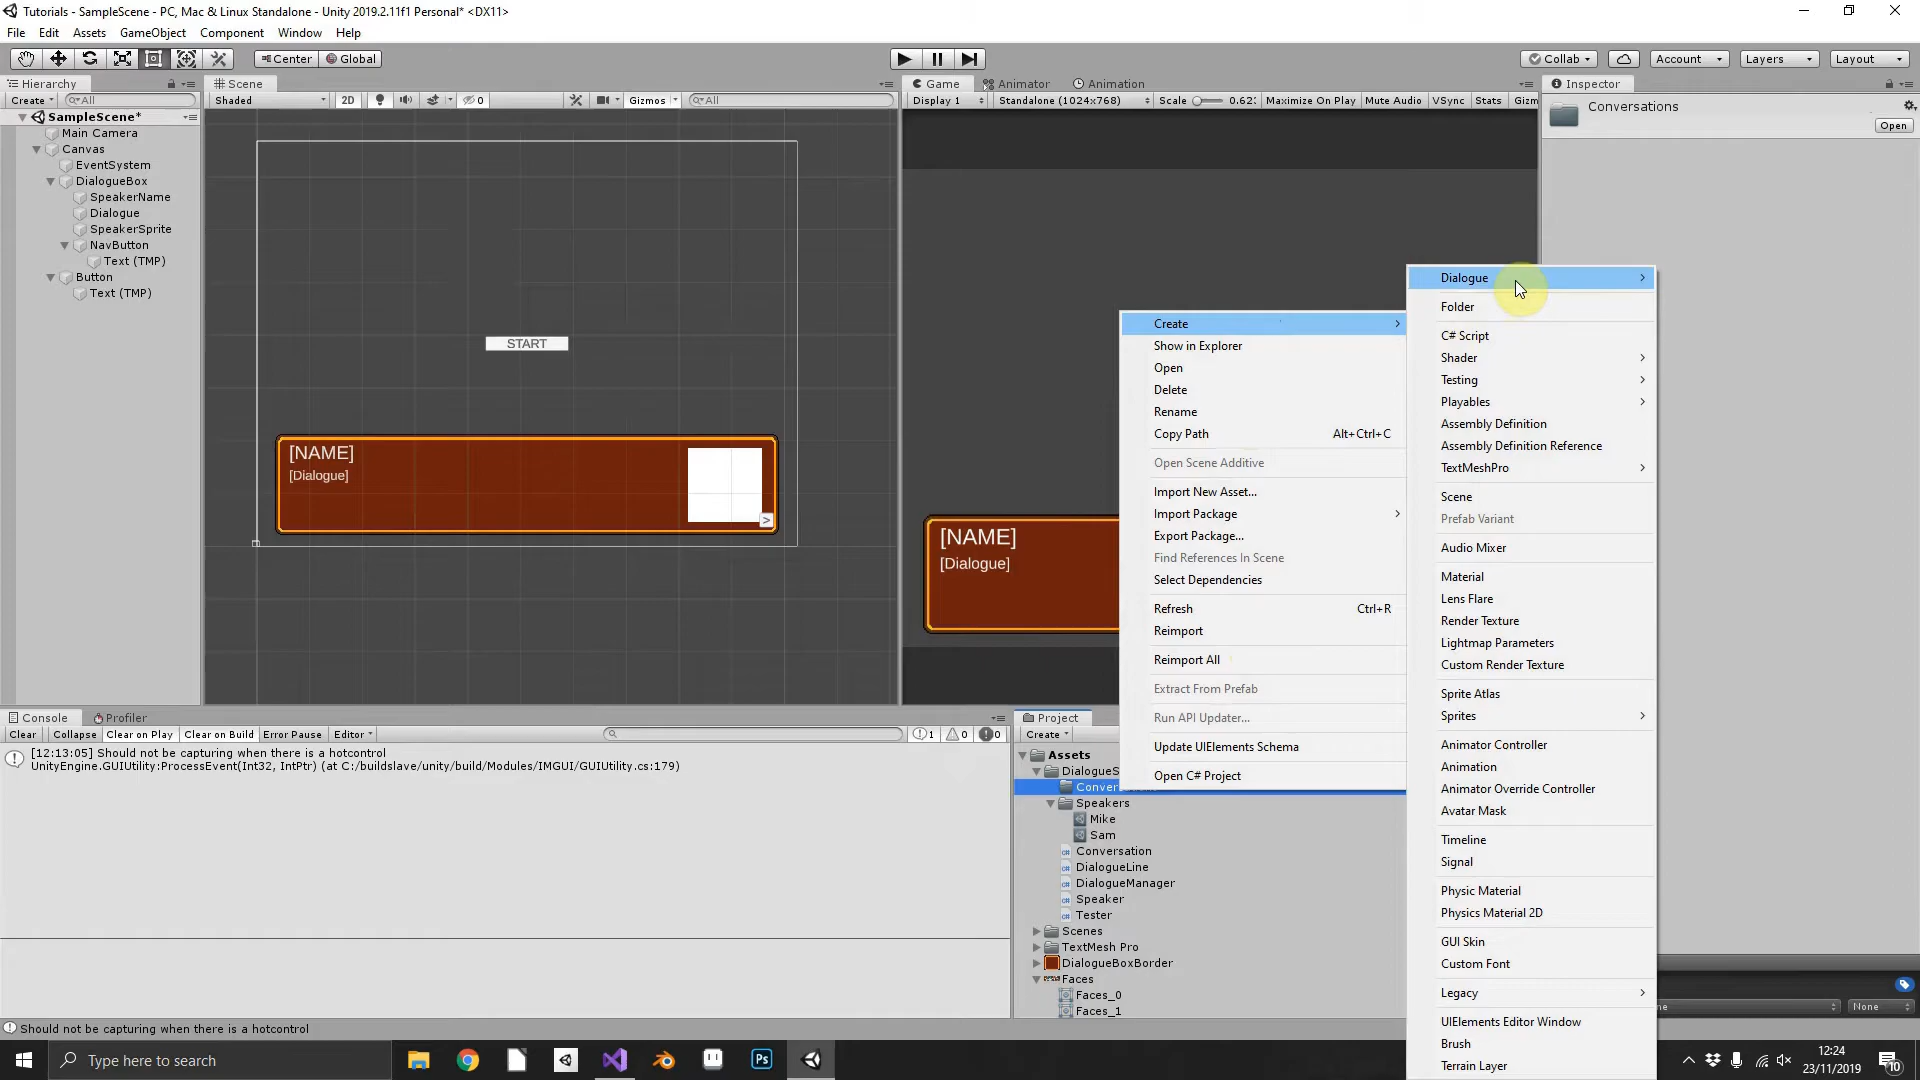 Tutorials - SampleScene - PC, Mac & Linux Standalone - Unity 2019.2.11f1 Personal* <DX11>
File Edit Assets GameObject Component Window Help
Center Global
Collab Account Layers Layout
Hierarchy
Scene
Game Animator Animation
Inspector
Create All
Shaded 2D 0 Gizmos All
Display 1 Standalone (1024x768) Scale 0.62 Maximize On Play Mute Audio VSync Stats Gizm
Conversations
Open
SampleScene*
Main Camera
Canvas
EventSystem
DialogueBox
SpeakerName
Dialogue
SpeakerSprite
NavButton
Text (TMP)
Button
Text (TMP)
START
[NAME]
[Dialogue]
>
[NAME]
[Dialogue]
Create
Show in Explorer
Open
Delete
Rename
Copy Path Alt+Ctrl+C
Open Scene Additive
Import New Asset...
Import Package
Export Package...
Find References In Scene
Select Dependencies
Refresh Ctrl+R
Reimport
Reimport All
Extract From Prefab
Run API Updater...
Update UIElements Schema
Open C# Project
Dialogue
Folder
C# Script
Shader
Testing
Playables
Assembly Definition
Assembly Definition Reference
TextMeshPro
Scene
Prefab Variant
Audio Mixer
Material
Lens Flare
Render Texture
Lightmap Parameters
Custom Render Texture
Sprite Atlas
Sprites
Animator Controller
Animation
Animator Override Controller
Avatar Mask
Timeline
Signal
Physic Material
Physics Material 2D
GUI Skin
Custom Font
Legacy
UIElements Editor Window
Brush
Terrain Layer
Console Profiler
Clear Collapse Clear on Play Clear on Build Error Pause Editor 1 0 0
[12:13:05] Should not be capturing when there is a hotcontrol
UnityEngine.GUIUtility:ProcessEvent(Int32, IntPtr) (at C:/buildslave/unity/build/Modules/IMGUI/GUIUtility.cs:179)
Project
Create
Assets
DialogueS
Conver
Speakers
Mike
Sam
Conversation
DialogueLine
DialogueManager
Speaker
Tester
Scenes
TextMesh Pro
DialogueBoxBorder
Faces
Faces_0
Faces_1
None
Should not be capturing when there is a hotcontrol
Type here to search
Ps
12:24
23/11/2019
10